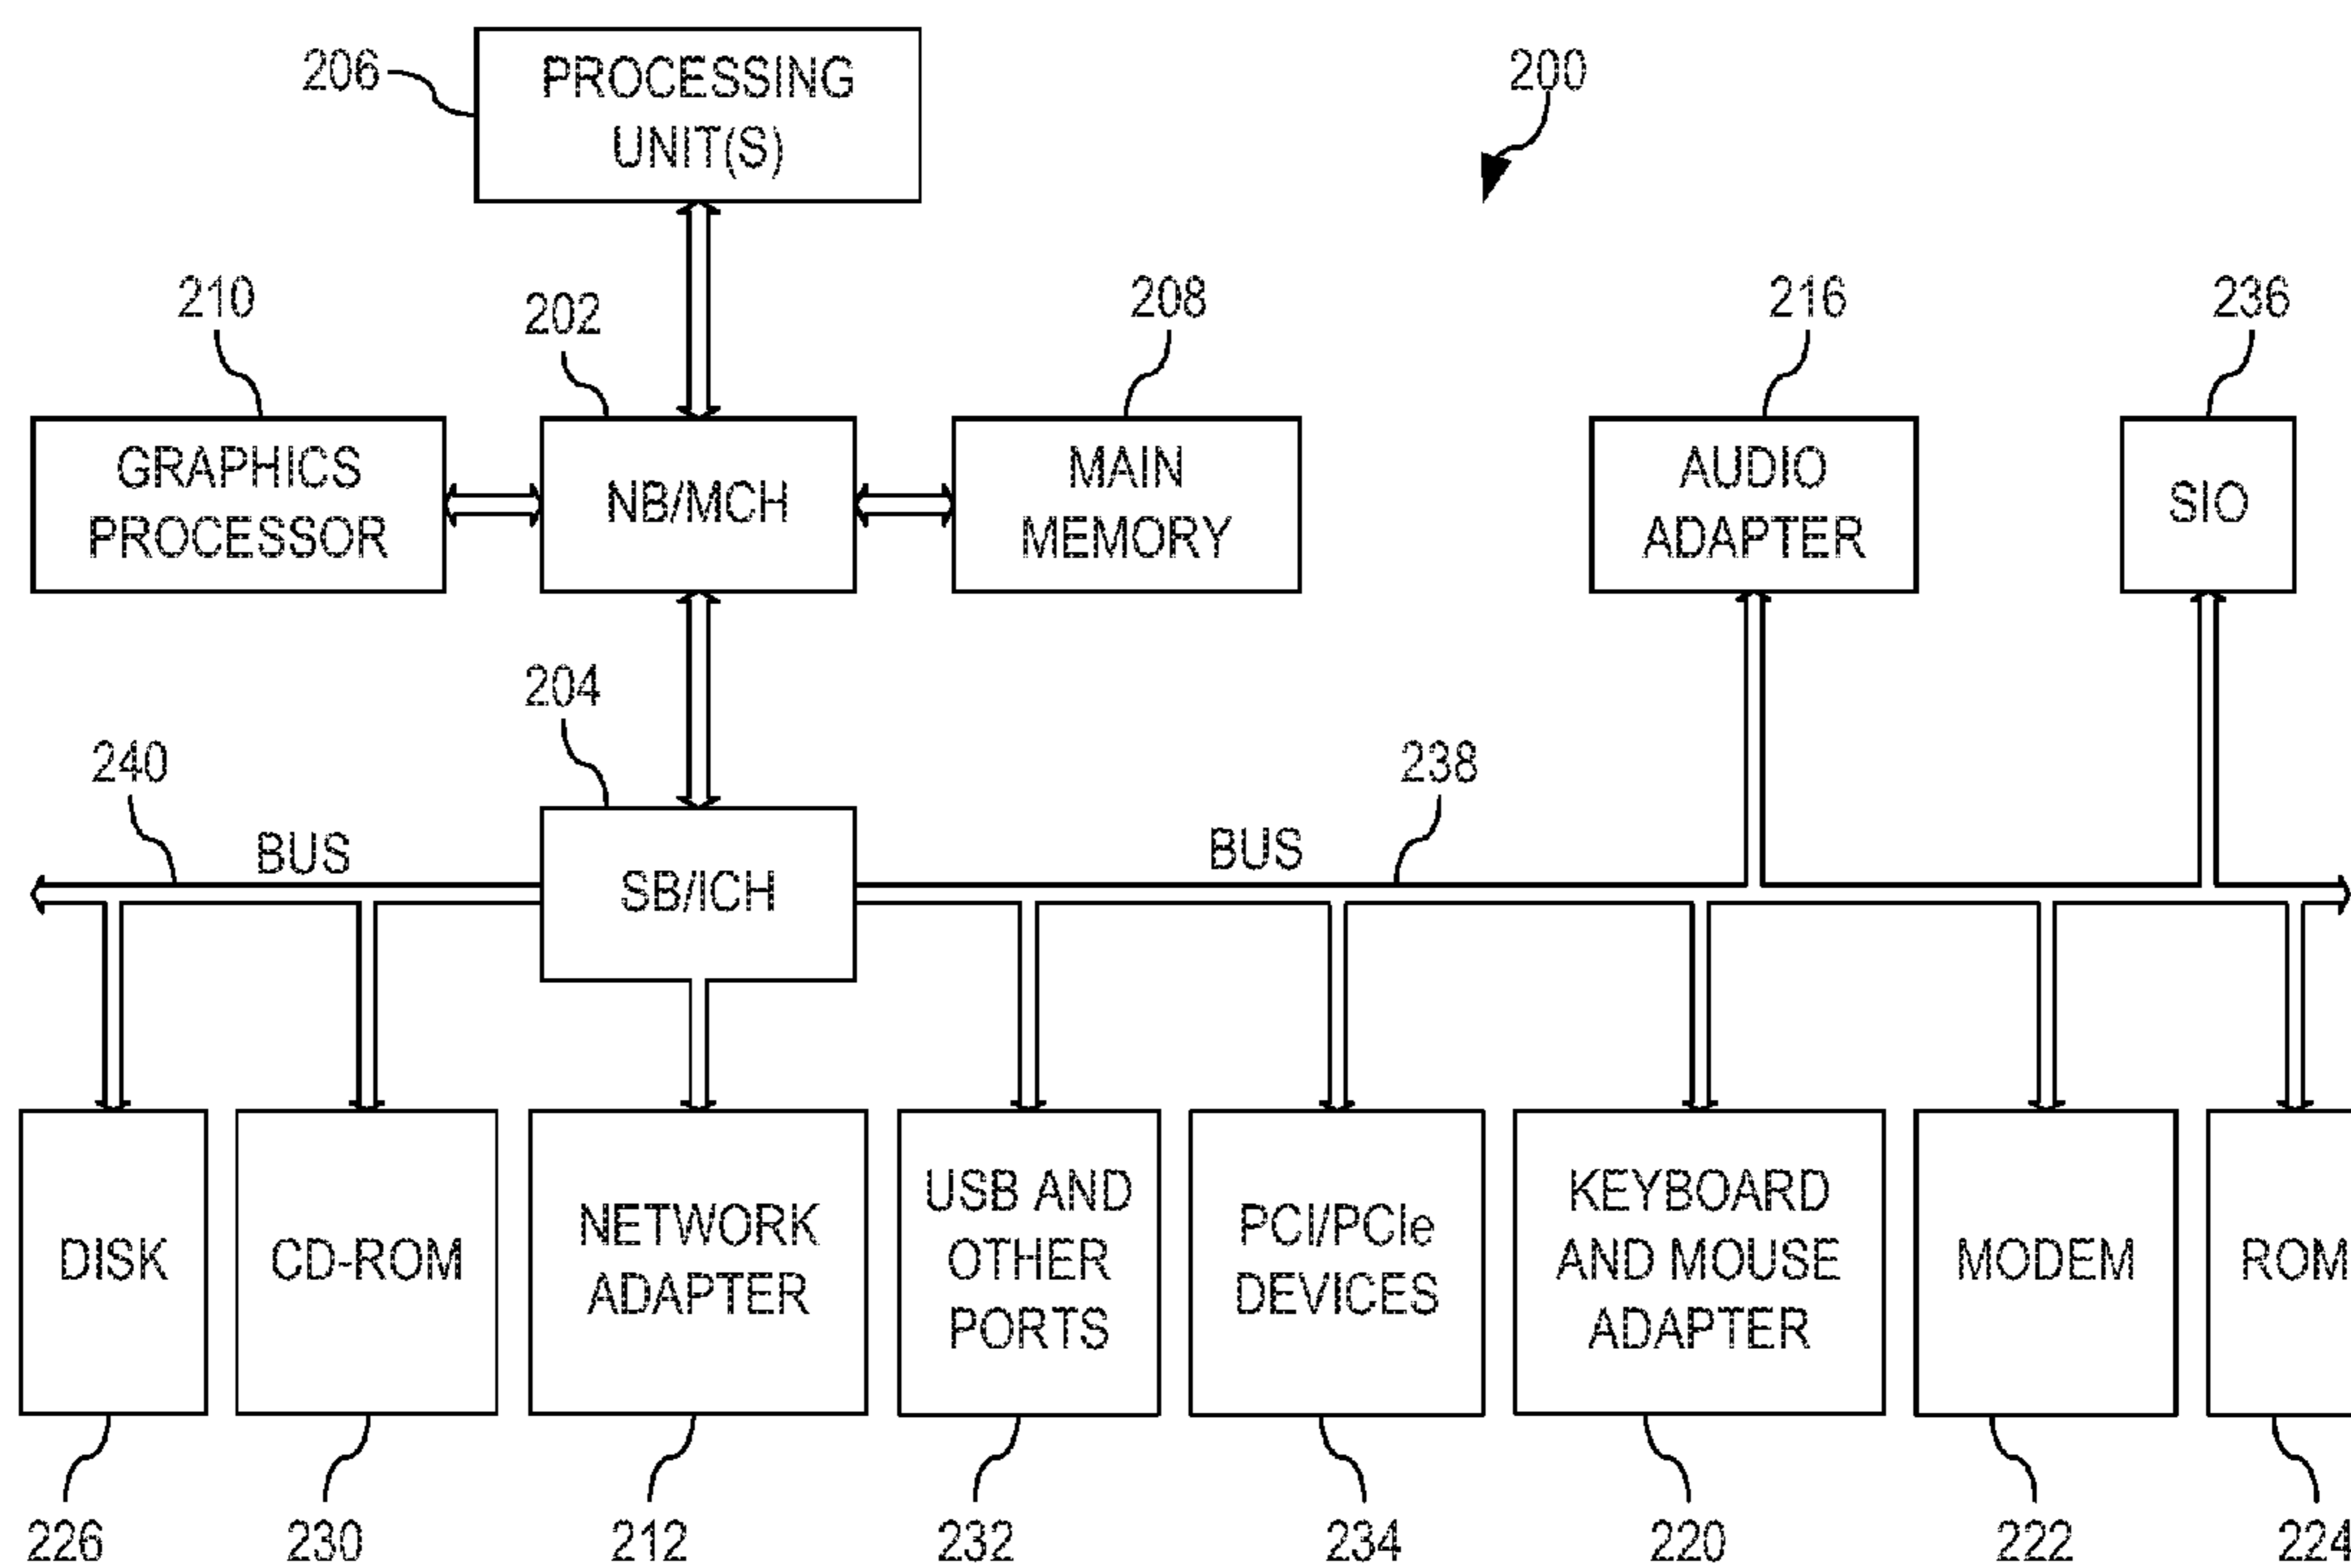 206
PROCESSING
UNIT(S)
200
210
202
208
216
236
GRAPHICS
PROCESSOR
NB/MCH
MAIN
MEMORY
AUDIO
ADAPTER
SIO
204
240
238
BUS
BUS
SB/ICH
DISK
CD-ROM
NETWORK
ADAPTER
USB AND
OTHER
PORTS
PCI/PCIe
DEVICES
KEYBOARD
AND MOUSE
ADAPTER
MODEM
ROM
226
230
212
232
234
220
222
224